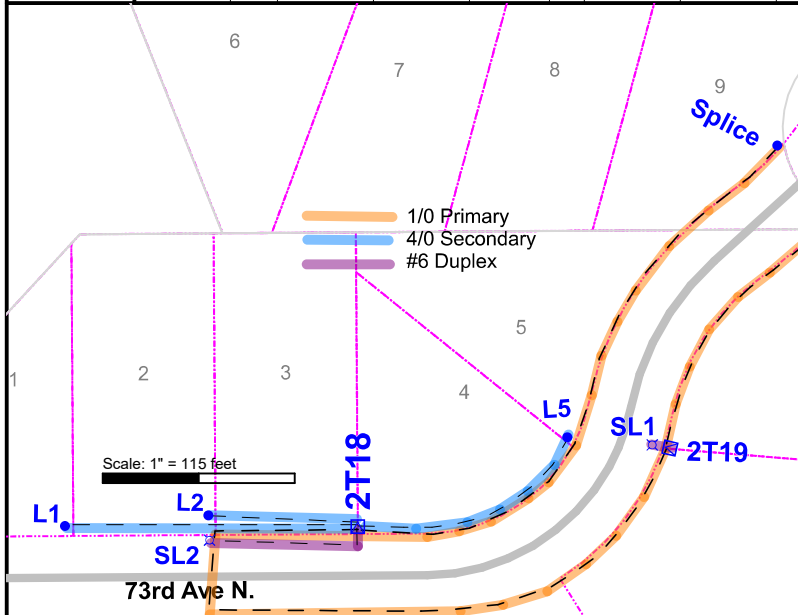 6
7
8
9
Splice
1/0 Primary
4/0 Secondary
#6 Duplex
5
1
2
3
4
L5
SL1
2T19
2T18
Scale: 1" = 115 feet
L2
L1
SL2
73rd Ave N.